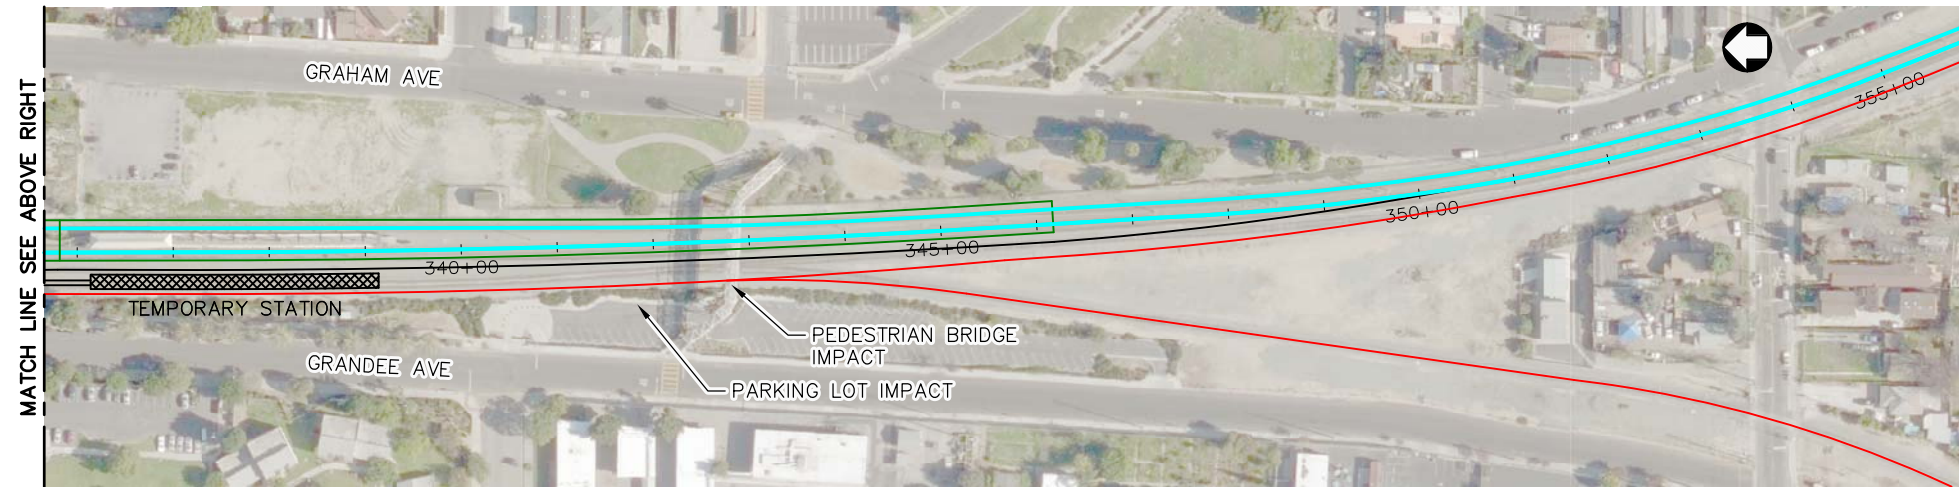 MATCH LINE SEE ABOVE RIGHT
GRAHAM AVE
355+00
350+00
345+00
340+00
TEMPORARY STATION
PEDESTRIAN BRIDGE
IMPACT
GRANDEE AVE
PARKING LOT IMPACT